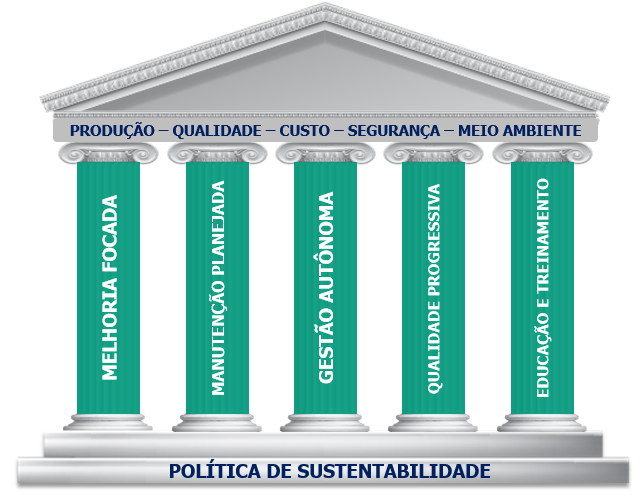 PRODUÇÃO – QUALIDADE – CUSTO – SEGURANÇA – MEIO AMBIENTE
MELHORIA FOCADA
MANUTENÇÃO PLANEJADA
GESTÃO AUTÔNOMA
QUALIDADE PROGRESSIVA
EDUCAÇÃO E TREINAMENTO
POLÍTICA DE SUSTENTABILIDADE